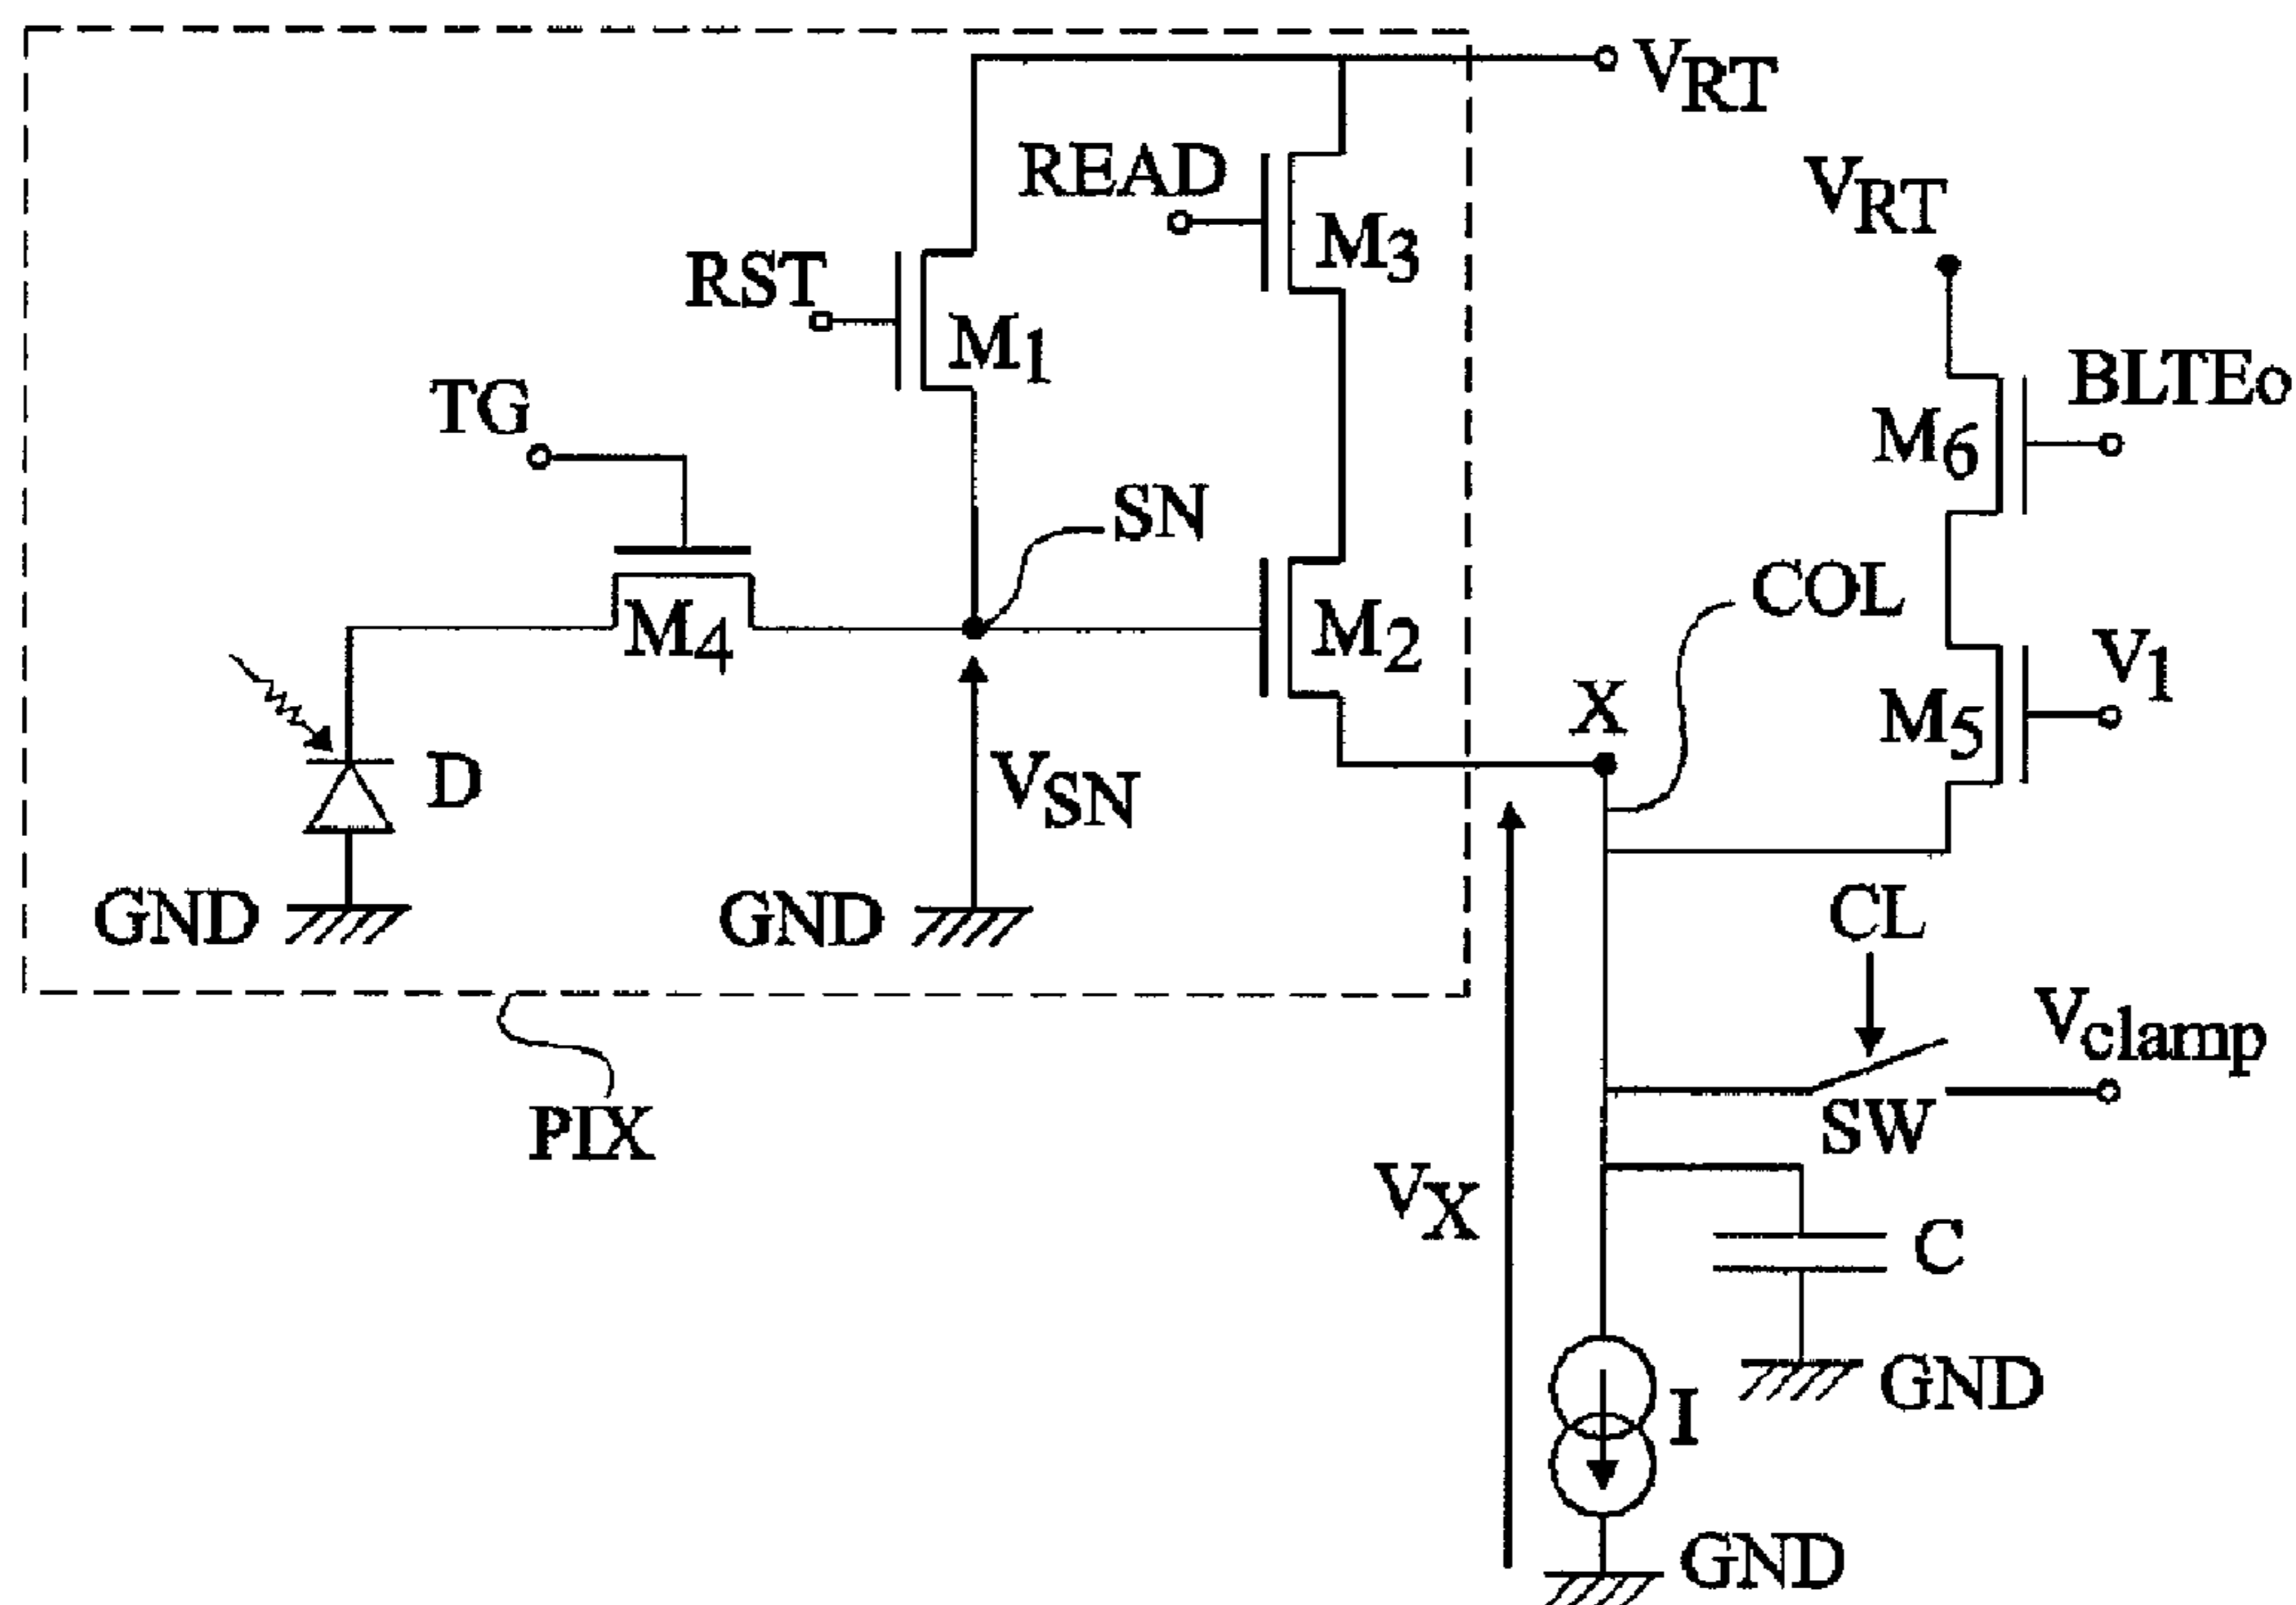 VRT
READ
M3
VRT
RST
M1
BLTEo
M6
TG
SN
COL
M4
M2
V1
X
M5
D
VSN
GND
GND
CL
Vclamp
SW
PIX
VX
C
GND
I
GND